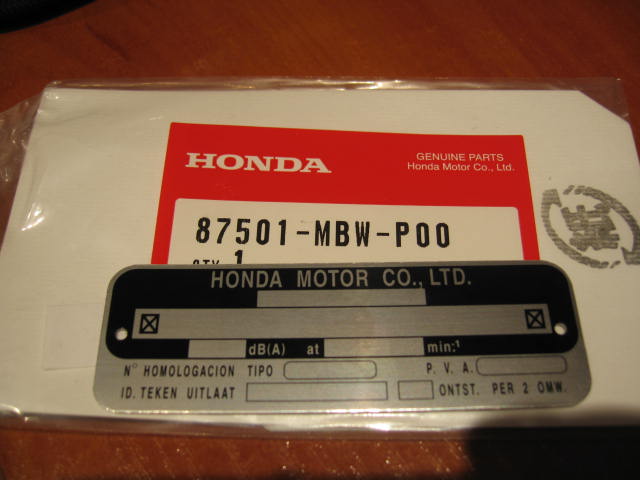 HONDA
GENUINE PARTS
Honda Motor Co., Ltd.
87501-MBW-P00
QTY 1
HONDA MOTOR CO., LTD.
dB(A) at min:¹
N° HOMOLOGACION TIPO P. V. A.
ID. TEKEN UITLAAT ONTST. PER 2 OMW.